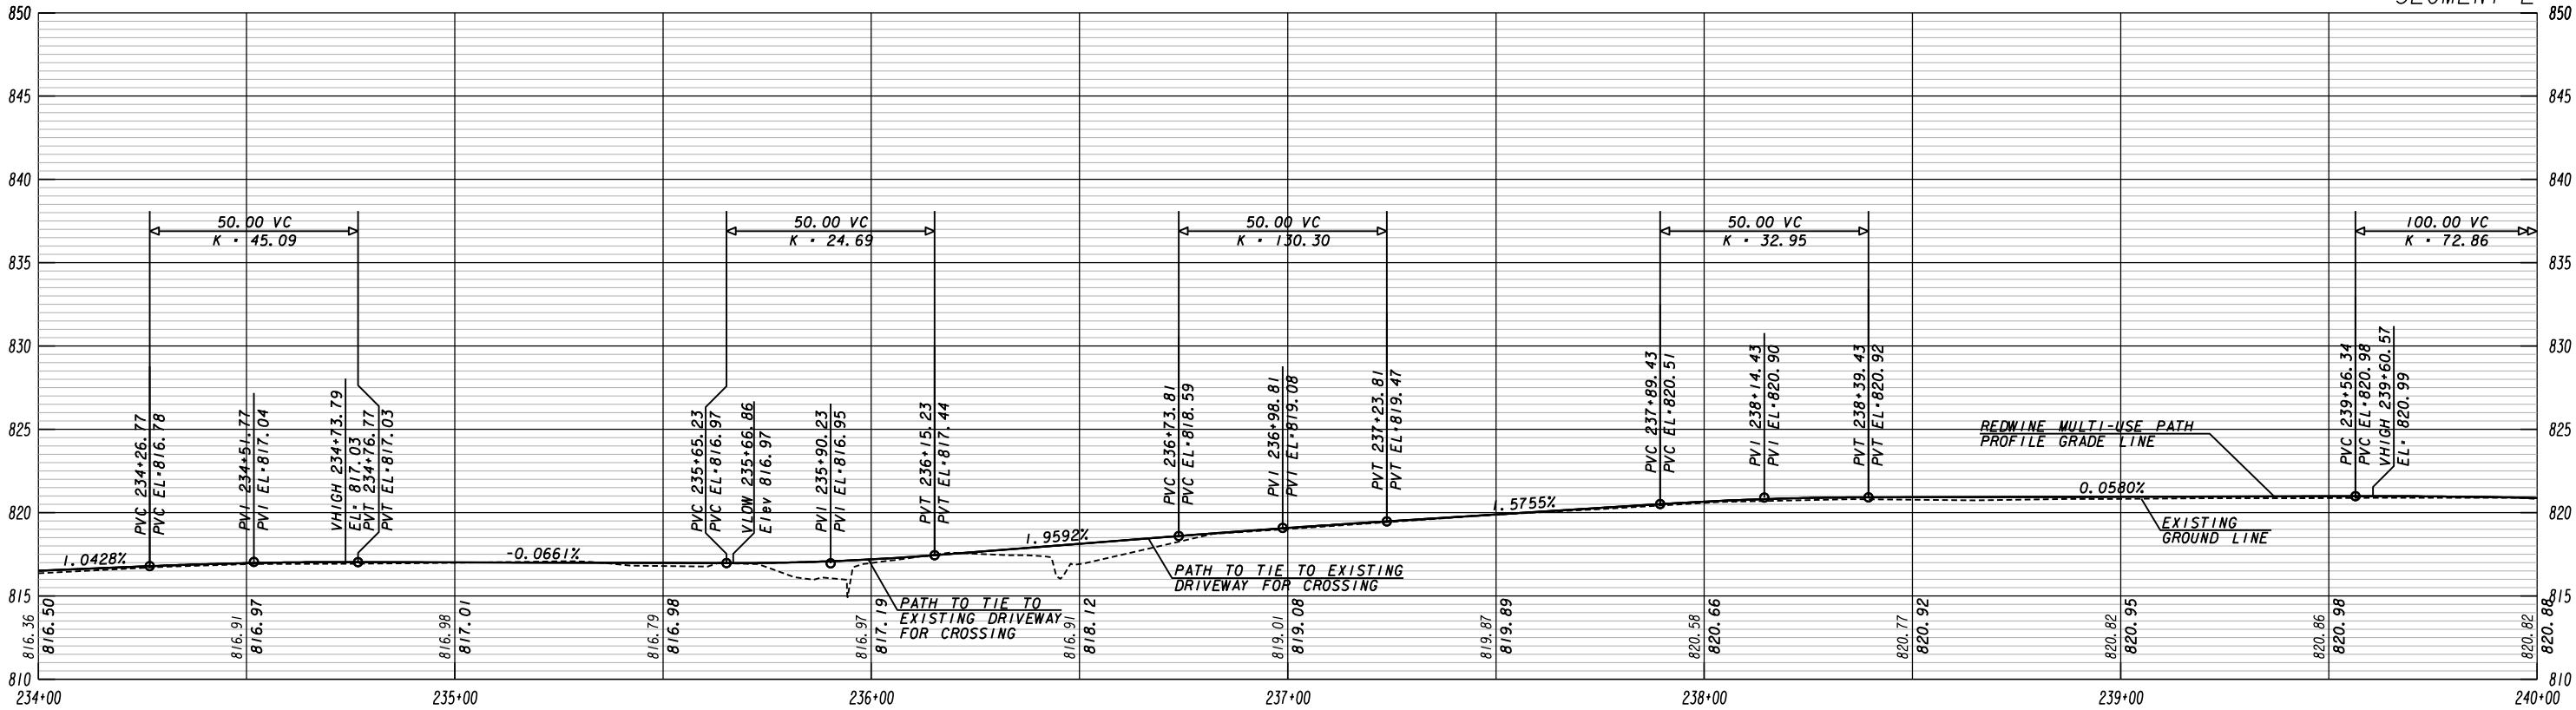 850
850
845
845
840
840
835
835
830
830
825
825
820
820
815
815
810
810
50.00 VC
K = 45.09
50.00 VC
K = 24.69
50.00 VC
K = 130.30
50.00 VC
K = 32.95
100.00 VC
K = 72.86
PVC 234+26.77
PVC EL=816.78
PVI 234+51.77
PVI EL=817.04
VHIGH 234+73.79
EL= 817.03
PVT 234+76.77
PVT EL=817.03
PVC 235+65.23
PVC EL=816.97
VLOW 235+66.86
Elev 816.97
PVI 235+90.23
PVI EL=816.95
PVT 236+15.23
PVT EL=817.44
PVC 236+73.81
PVC EL=818.59
PVI 236+98.81
PVI EL=819.08
PVT 237+23.81
PVT EL=819.47
PVC 237+89.43
PVC EL=820.51
PVI 238+14.43
PVI EL=820.90
PVT 238+39.43
PVT EL=820.92
PVC 239+56.34
PVC EL=820.98
VHIGH 239+60.57
EL= 820.99
REDWINE MULTI-USE PATH
PROFILE GRADE LINE
1.0428%
-0.0661%
1.9592%
1.5755%
0.0580%
EXISTING
GROUND LINE
PATH TO TIE TO EXISTING
DRIVEWAY FOR CROSSING
PATH TO TIE TO
EXISTING DRIVEWAY
FOR CROSSING
816.36
816.50
816.91
816.97
816.98
817.01
816.79
816.98
816.97
817.19
816.91
818.12
819.01
819.08
819.87
819.89
820.58
820.66
820.77
820.92
820.82
820.95
820.86
820.98
820.82
820.88
234+00
235+00
236+00
237+00
238+00
239+00
240+00